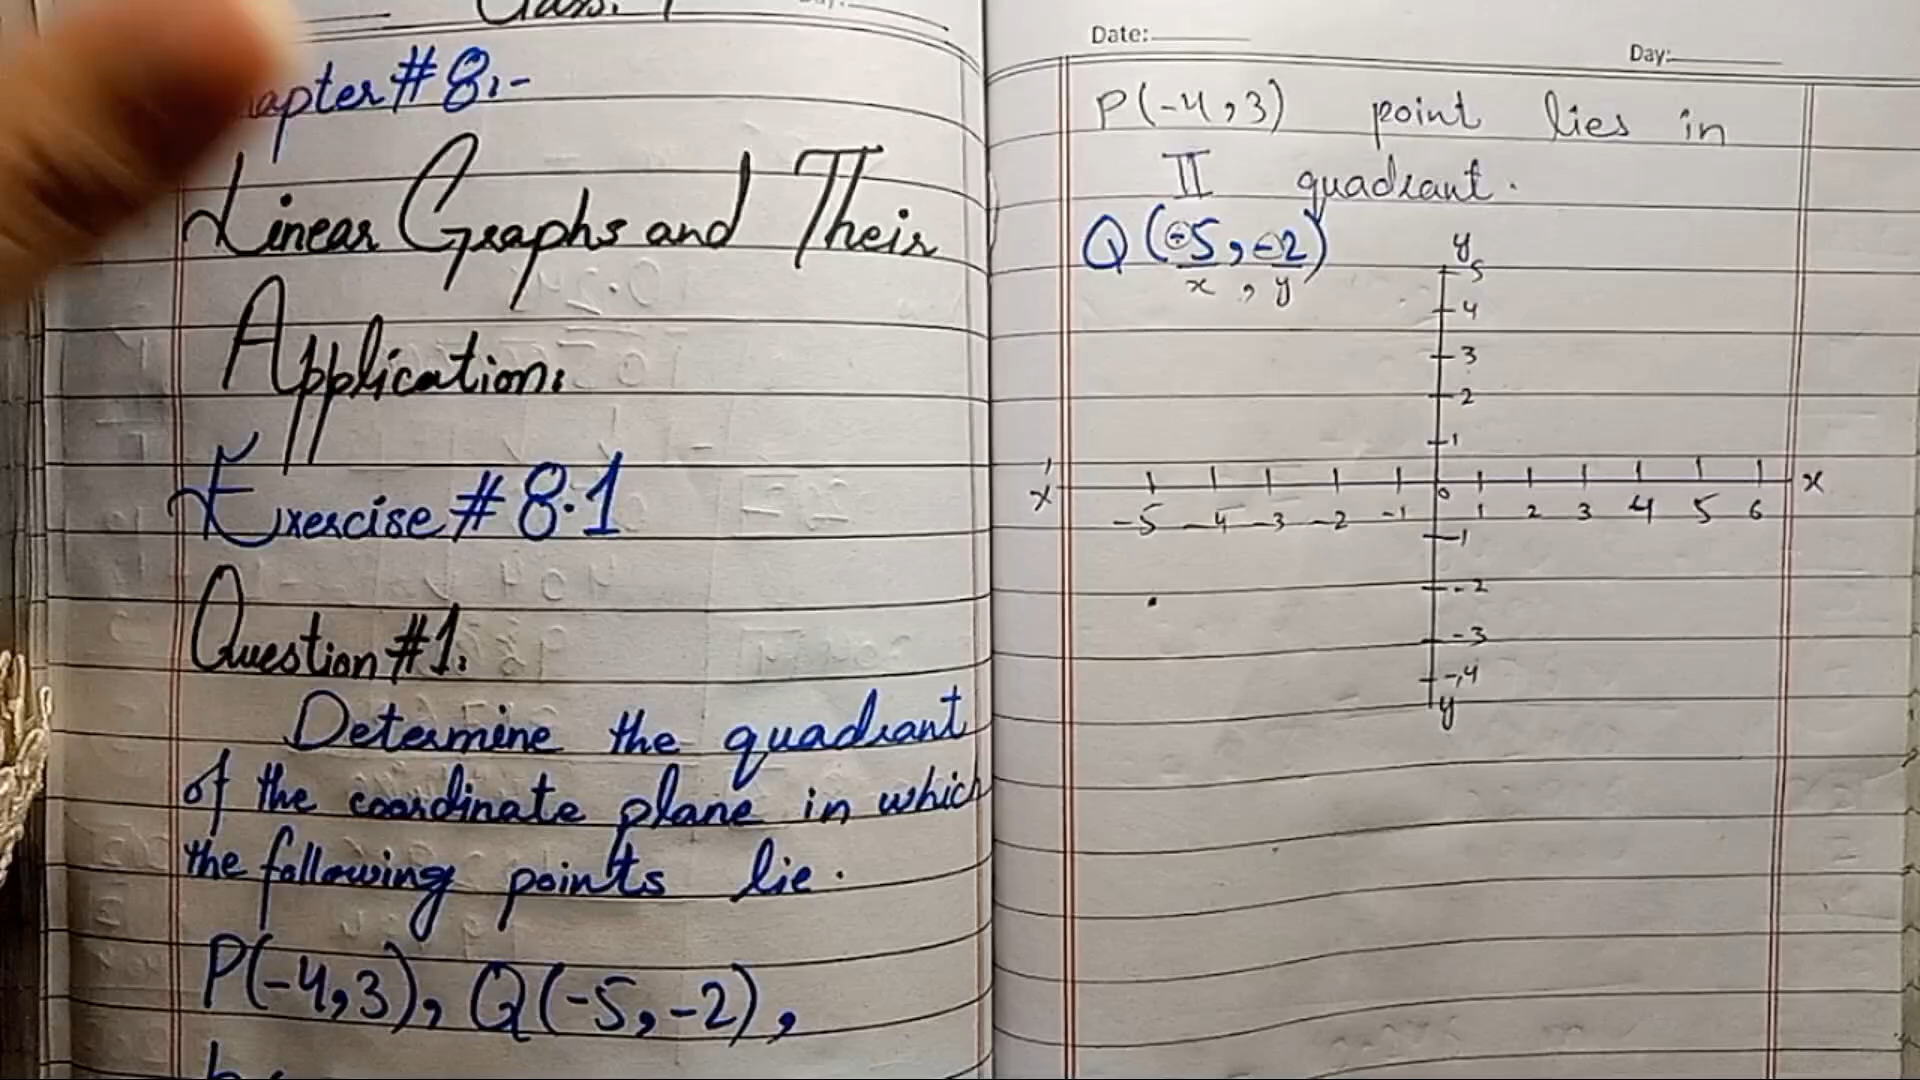 Chapter # 8:-
Linear Graphs and Their
Application:
Exercise # 8.1
Question #1:
Determine the quadrant
of the coordinate plane in which
the following points lie.
P(-4,3), Q(-5,-2),
Date:
Day:
P(-4,3) point lies in
II quadrant.
Q(-5,-2)
x , y
y
5
4
3
2
1
x' -5 -4 -3 -2 -1 0 1 2 3 4 5 6 x
-1
-2
-3
-4
y